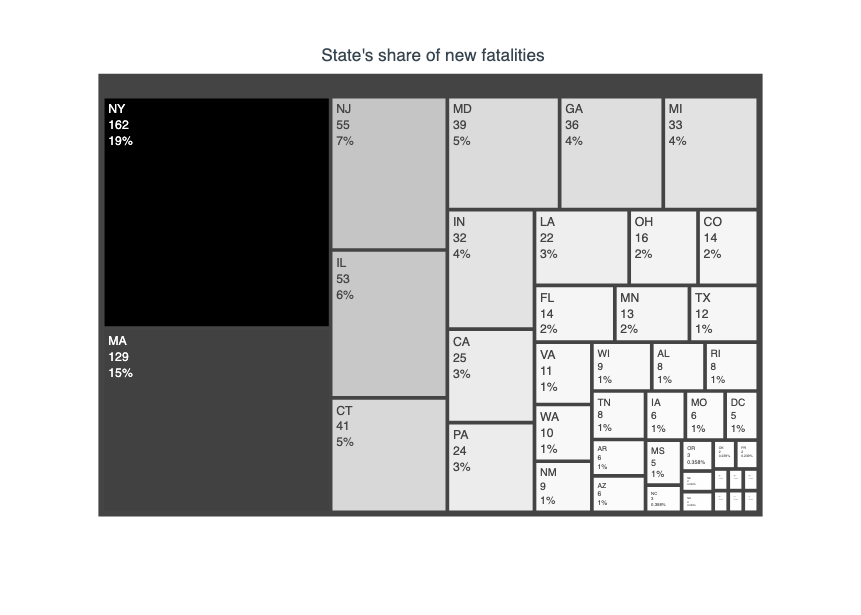 State's share of new fatalities
NY
162
19%
MA
129
15%
NJ
55
7%
IL
53
6%
CT
41
5%
MD
39
5%
GA
36
4%
MI
33
4%
IN
32
4%
CA
25
3%
PA
24
3%
LA
22
3%
OH
16
2%
CO
14
2%
FL
14
2%
MN
13
2%
TX
12
1%
VA
11
1%
WA
10
1%
NM
9
1%
WI
9
1%
AL
8
1%
RI
8
1%
TN
8
1%
AR
6
1%
AZ
6
1%
IA
6
1%
MO
6
1%
DC
5
1%
MS
5
1%
NC
3
0.358%
OR
3
0.358%